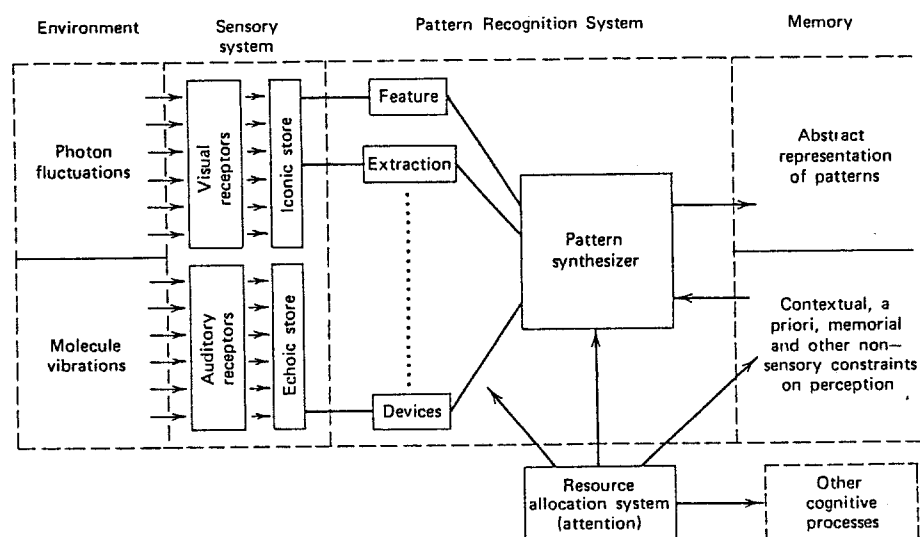 Environment
Sensory
system
Pattern Recognition System
Memory
Photon
fluctuations
Visual
receptors
Iconic store
Feature
Extraction
Pattern
synthesizer
Abstract
representation
of patterns
Molecule
vibrations
Auditory
receptors
Echoic store
Devices
Contextual, a
priori, memorial
and other non-
sensory constraints
on perception
Resource
allocation system
(attention)
Other
cognitive
processes